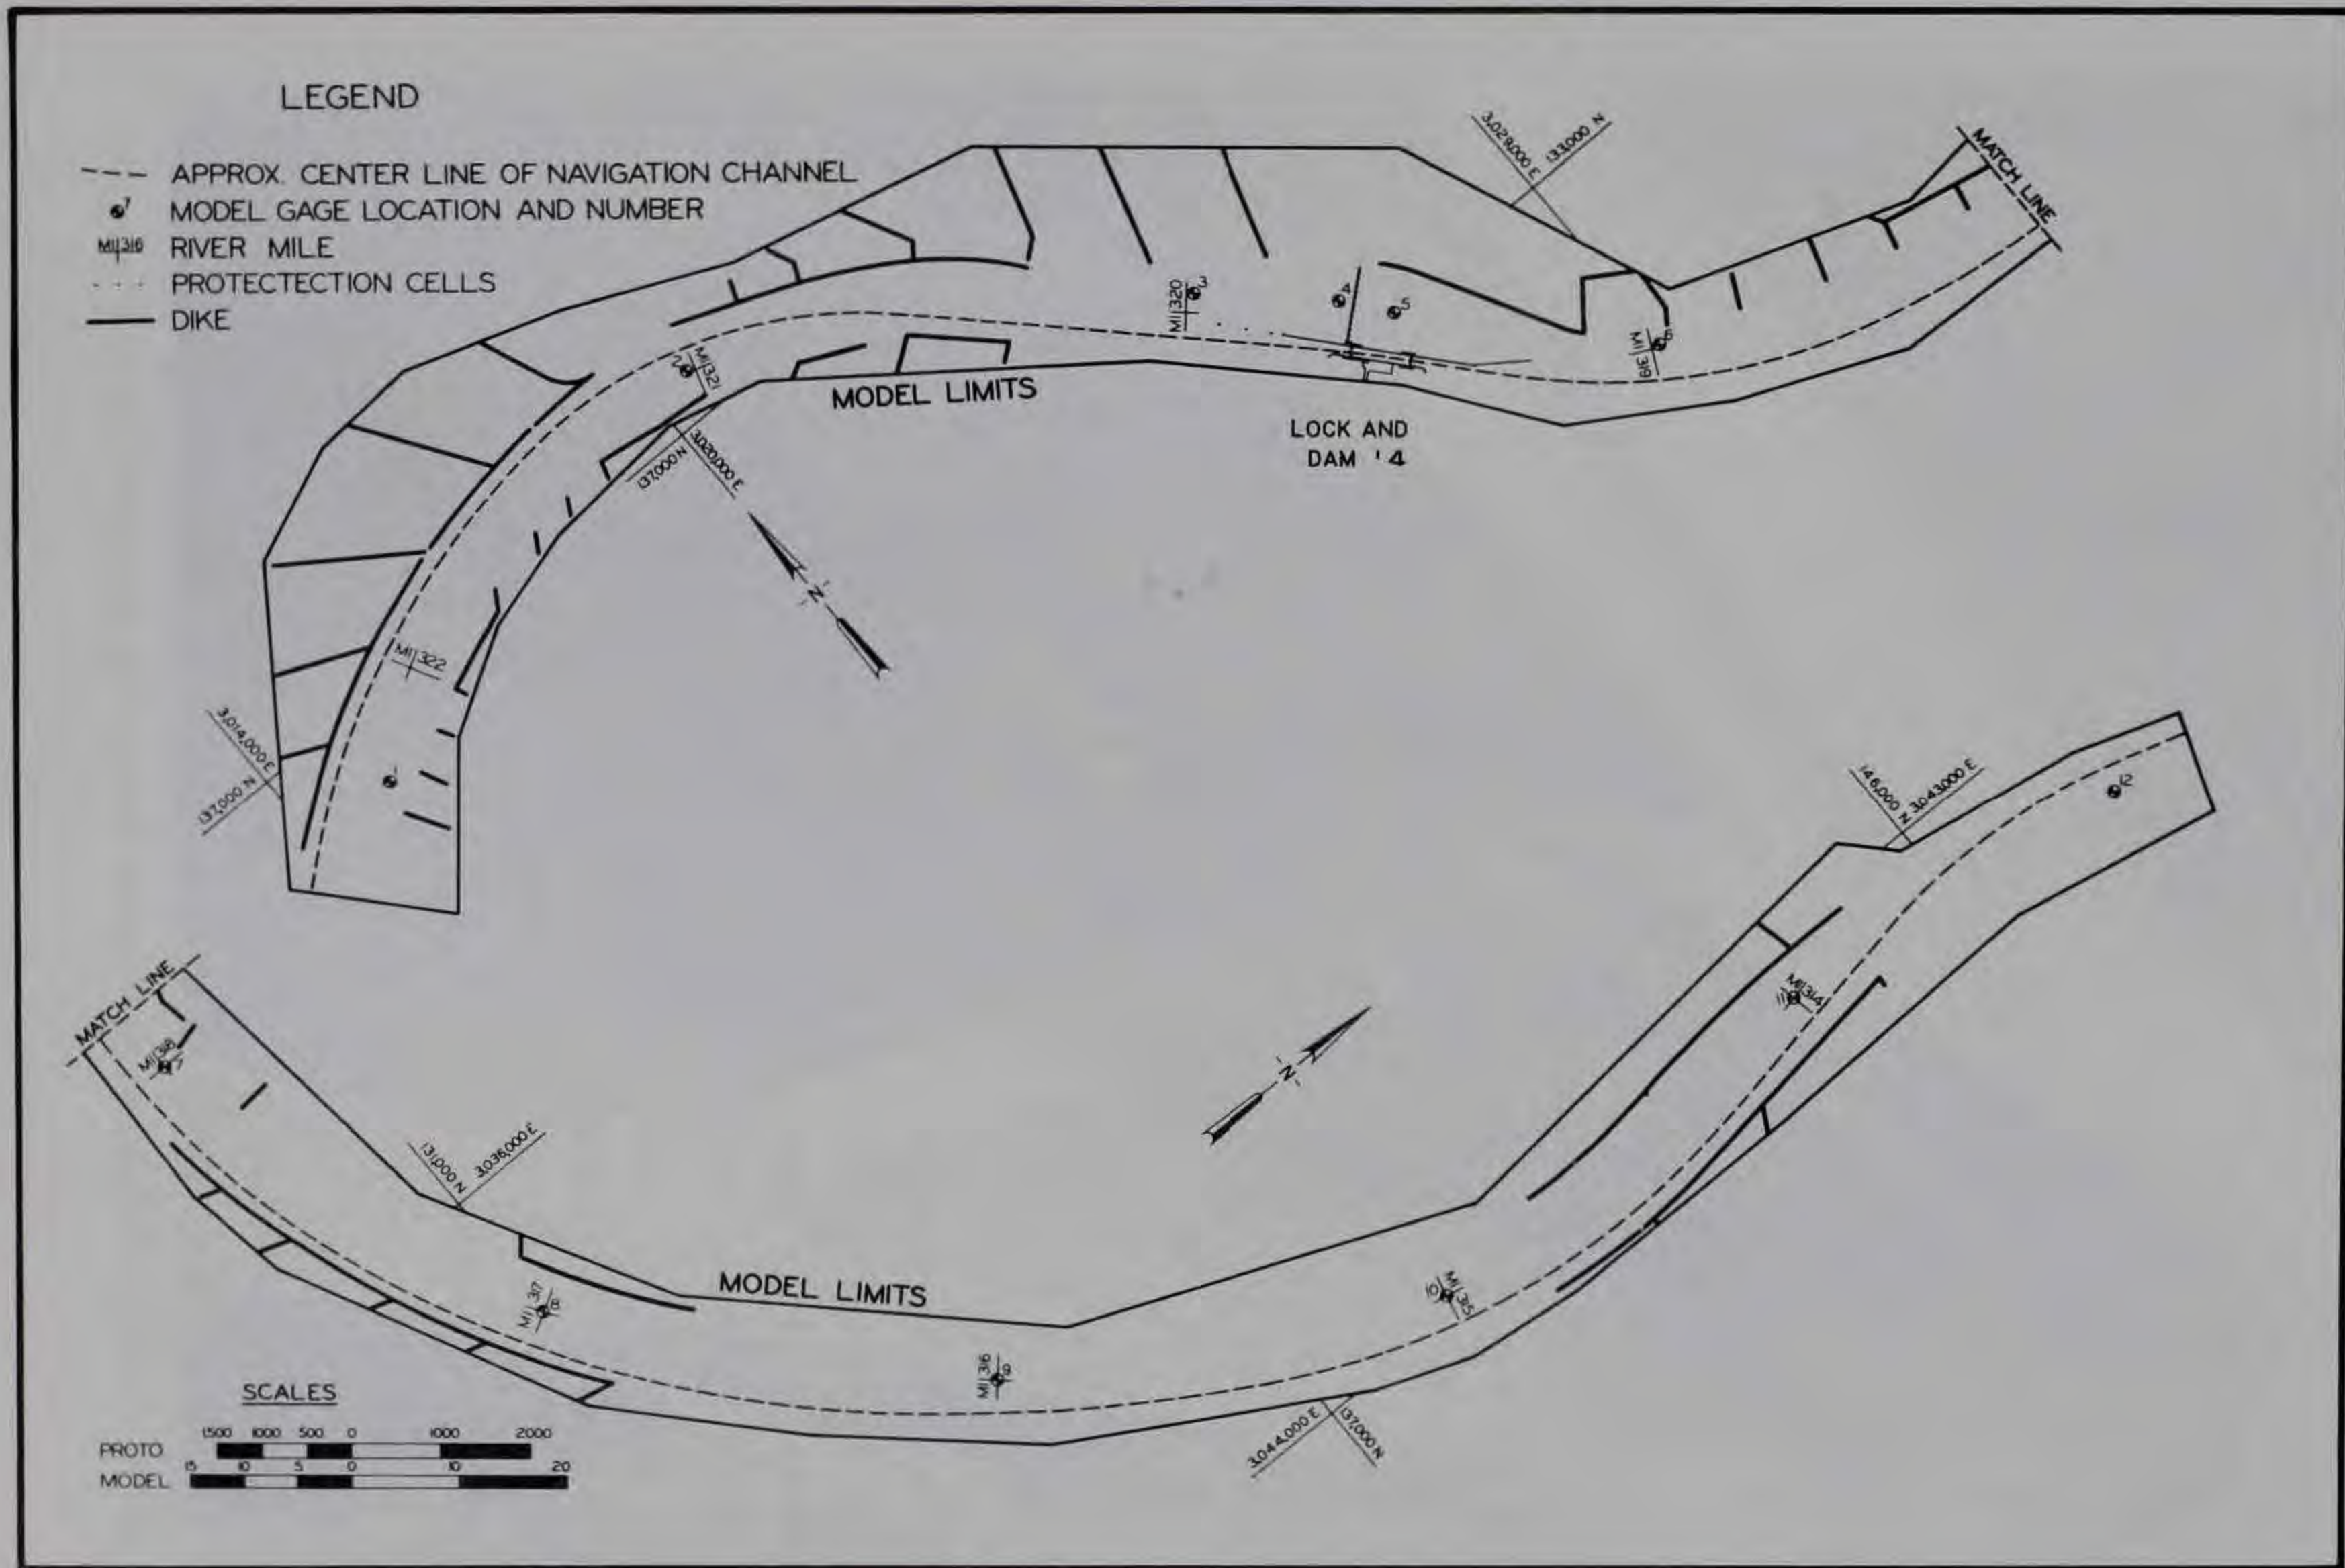 LEGEND
APPROX. CENTER LINE OF NAVIGATION CHANNEL
7
MODEL GAGE LOCATION AND NUMBER
MI 316
RIVER MILE
PROTECTECTION CELLS
DIKE
3,029,000 E
133,000 N
MATCH LINE
MI 320
3
4
5
MI 319
6
2
MI 321
MODEL LIMITS
LOCK AND
DAM '4
137,000 N
3,020,000 E
N
MI 322
3,014,000 E
137,000 N
1
146,000 N
3,043,000 E
12
MATCH LINE
MI 318
7
11
MI 314
N
131,000 N
3,036,000 E
MI 317
8
MODEL LIMITS
10
MI 315
MI 316
9
3,044,000 E
137,000 N
SCALES
PROTO
1500 1000 500 0 1000 2000
MODEL
15 10 5 0 10 20